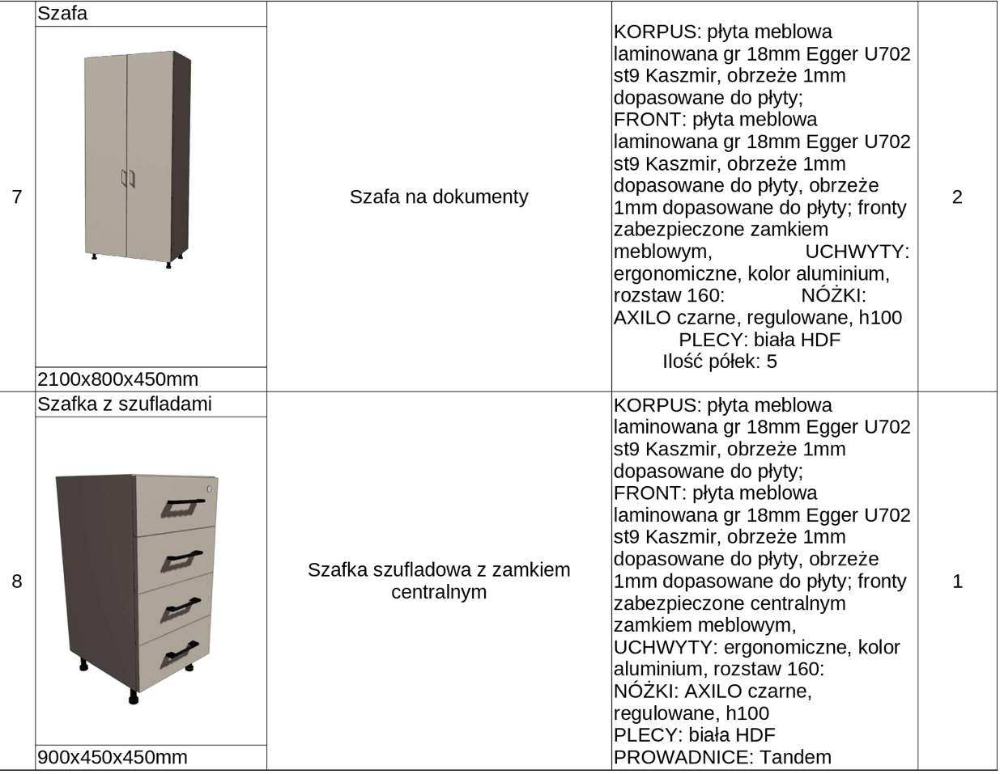 Szafa
7
2100x800x450mm
Szafa na dokumenty
KORPUS: płyta meblowa
laminowana gr 18mm Egger U702
st9 Kaszmir, obrzeże 1mm
dopasowane do płyty;
FRONT: płyta meblowa
laminowana gr 18mm Egger U702
st9 Kaszmir, obrzeże 1mm
dopasowane do płyty, obrzeże
1mm dopasowane do płyty; fronty
zabezpieczone zamkiem
meblowym, UCHWYTY:
ergonomiczne, kolor aluminium,
rozstaw 160: NÓŻKI:
AXILO czarne, regulowane, h100
PLECY: biała HDF
Ilość półek: 5
2
Szafka z szufladami
8
900x450x450mm
Szafka szufladowa z zamkiem
centralnym
KORPUS: płyta meblowa
laminowana gr 18mm Egger U702
st9 Kaszmir, obrzeże 1mm
dopasowane do płyty;
FRONT: płyta meblowa
laminowana gr 18mm Egger U702
st9 Kaszmir, obrzeże 1mm
dopasowane do płyty, obrzeże
1mm dopasowane do płyty; fronty
zabezpieczone centralnym
zamkiem meblowym,
UCHWYTY: ergonomiczne, kolor
aluminium, rozstaw 160:
NÓŻKI: AXILO czarne,
regulowane, h100
PLECY: biała HDF
PROWADNICE: Tandem
1